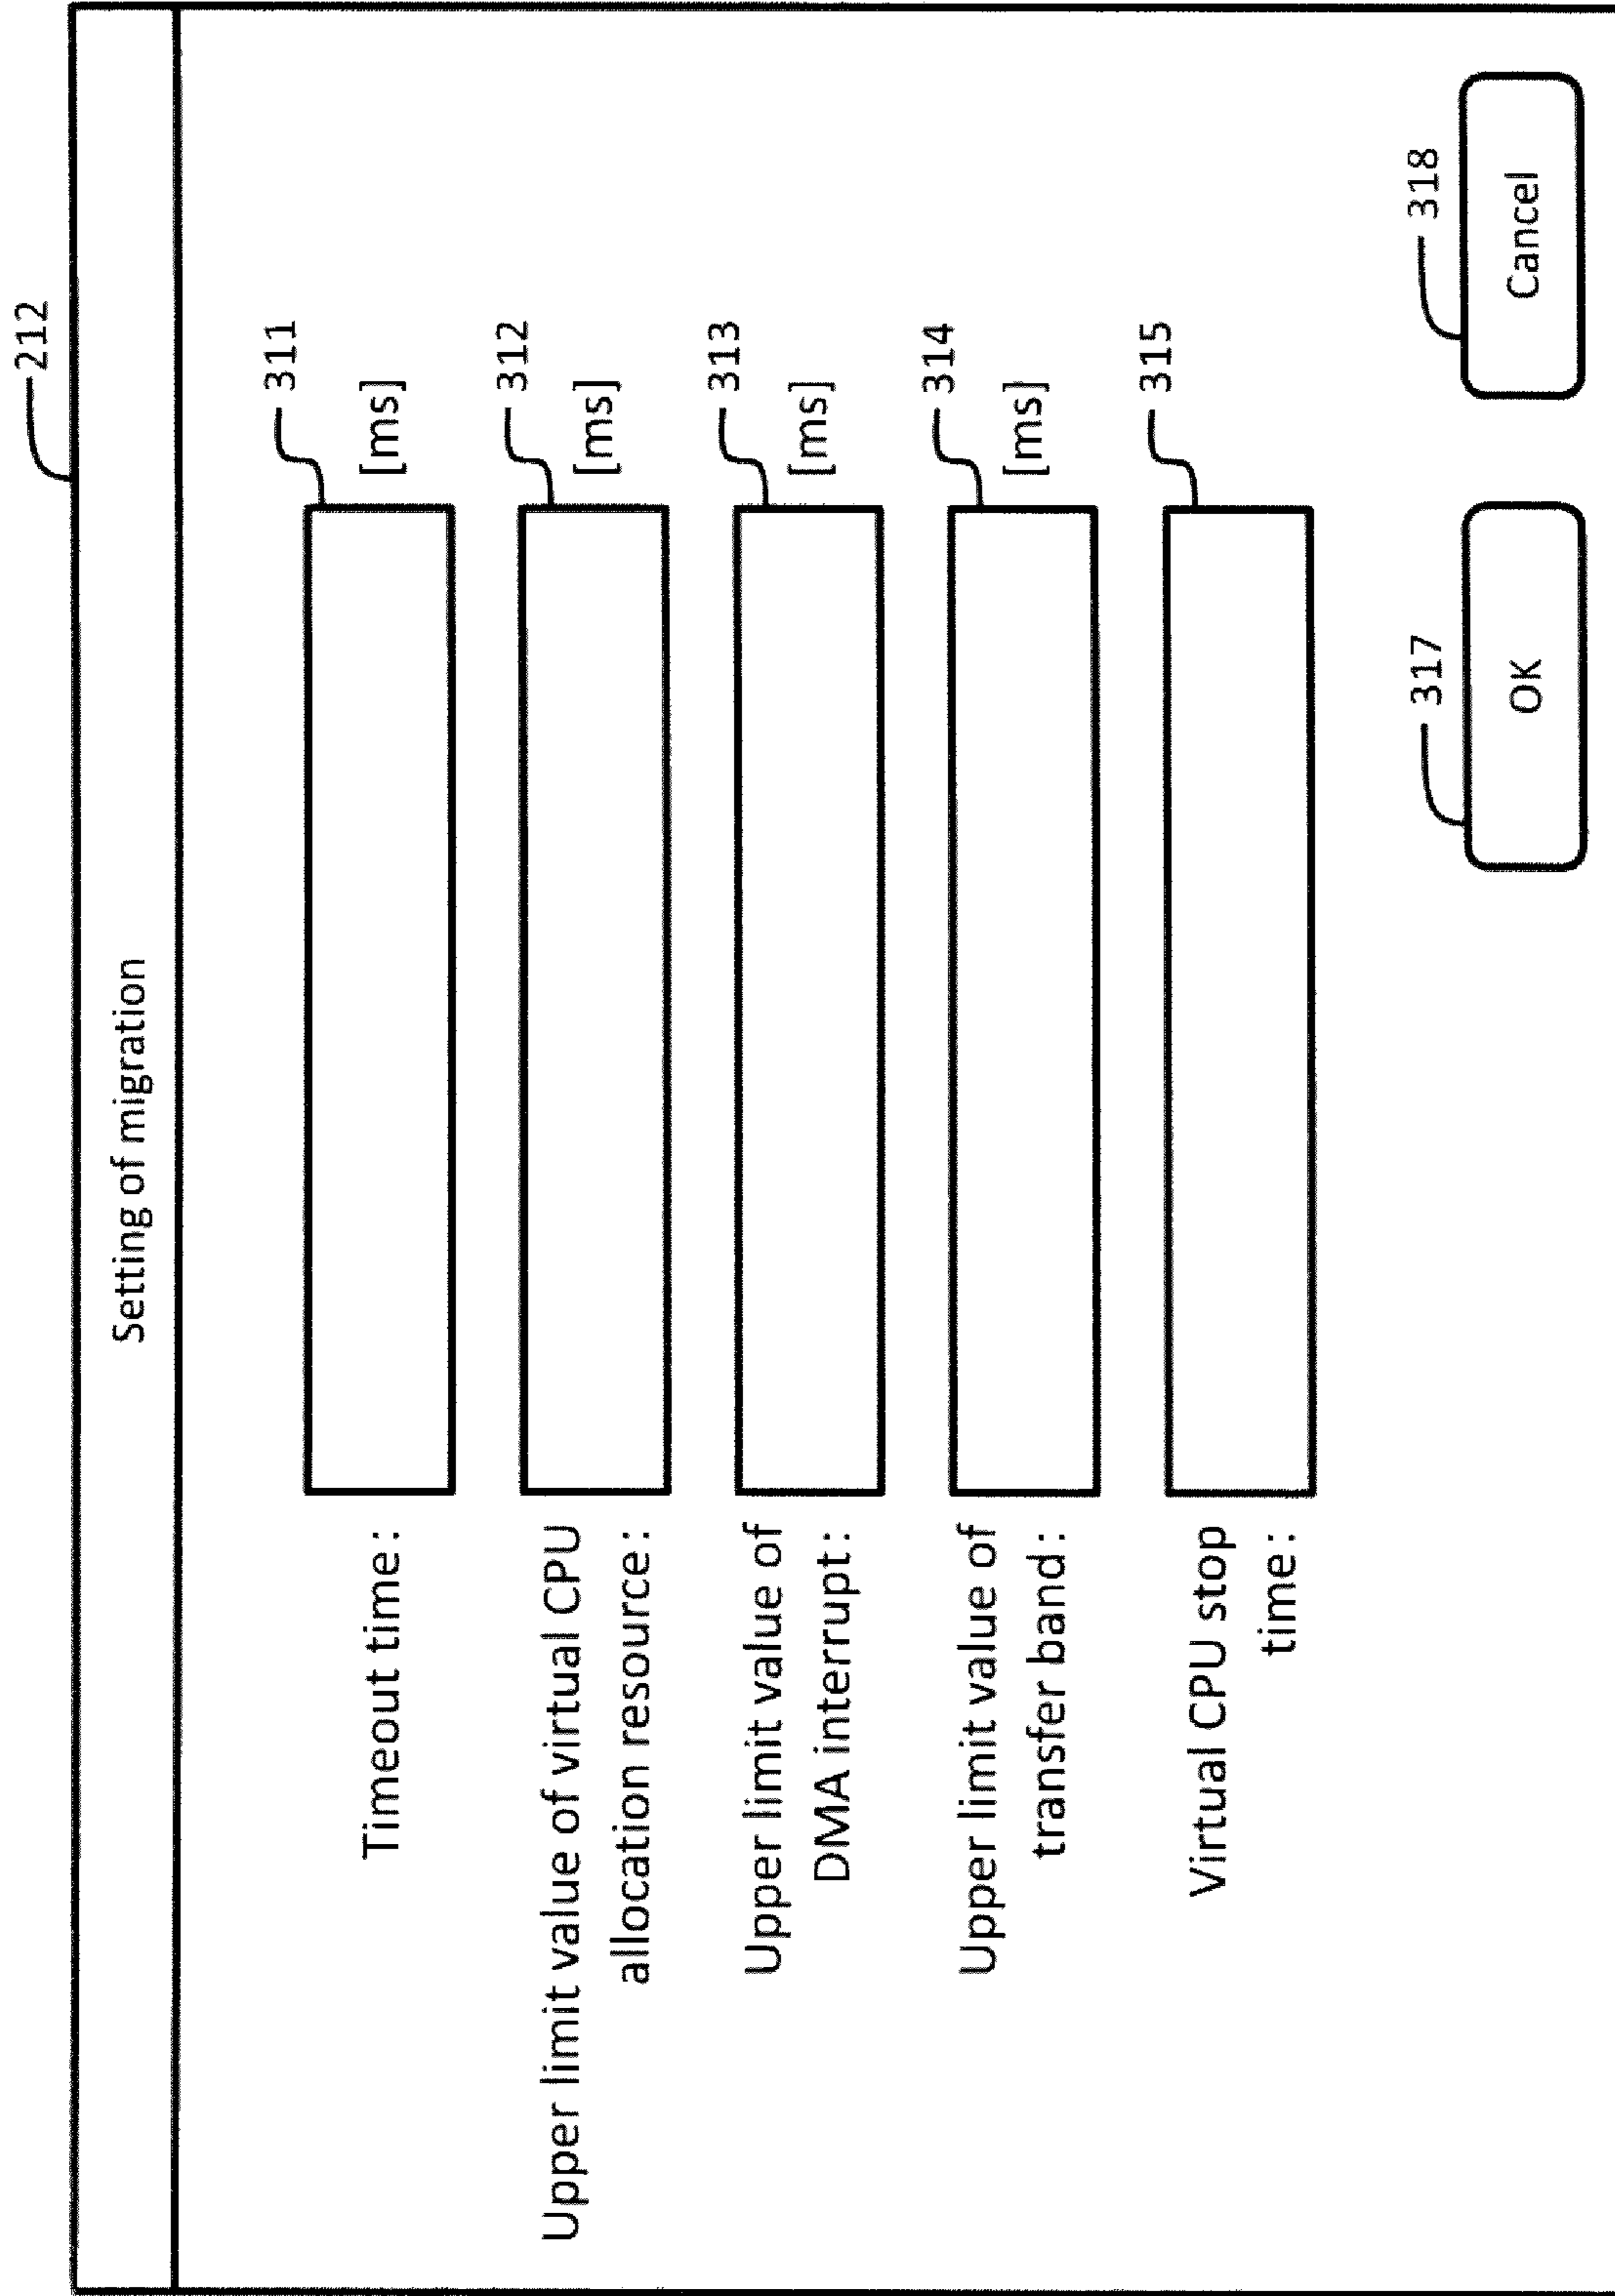 212
Setting of migration
311
Timeout time:
[ms]
312
Upper limit value of virtual CPU
allocation resource:
[ms]
313
Upper limit value of
DMA interrupt:
[ms]
314
Upper limit value of
transfer band:
[ms]
315
Virtual CPU stop
time:
317
OK
318
Cancel